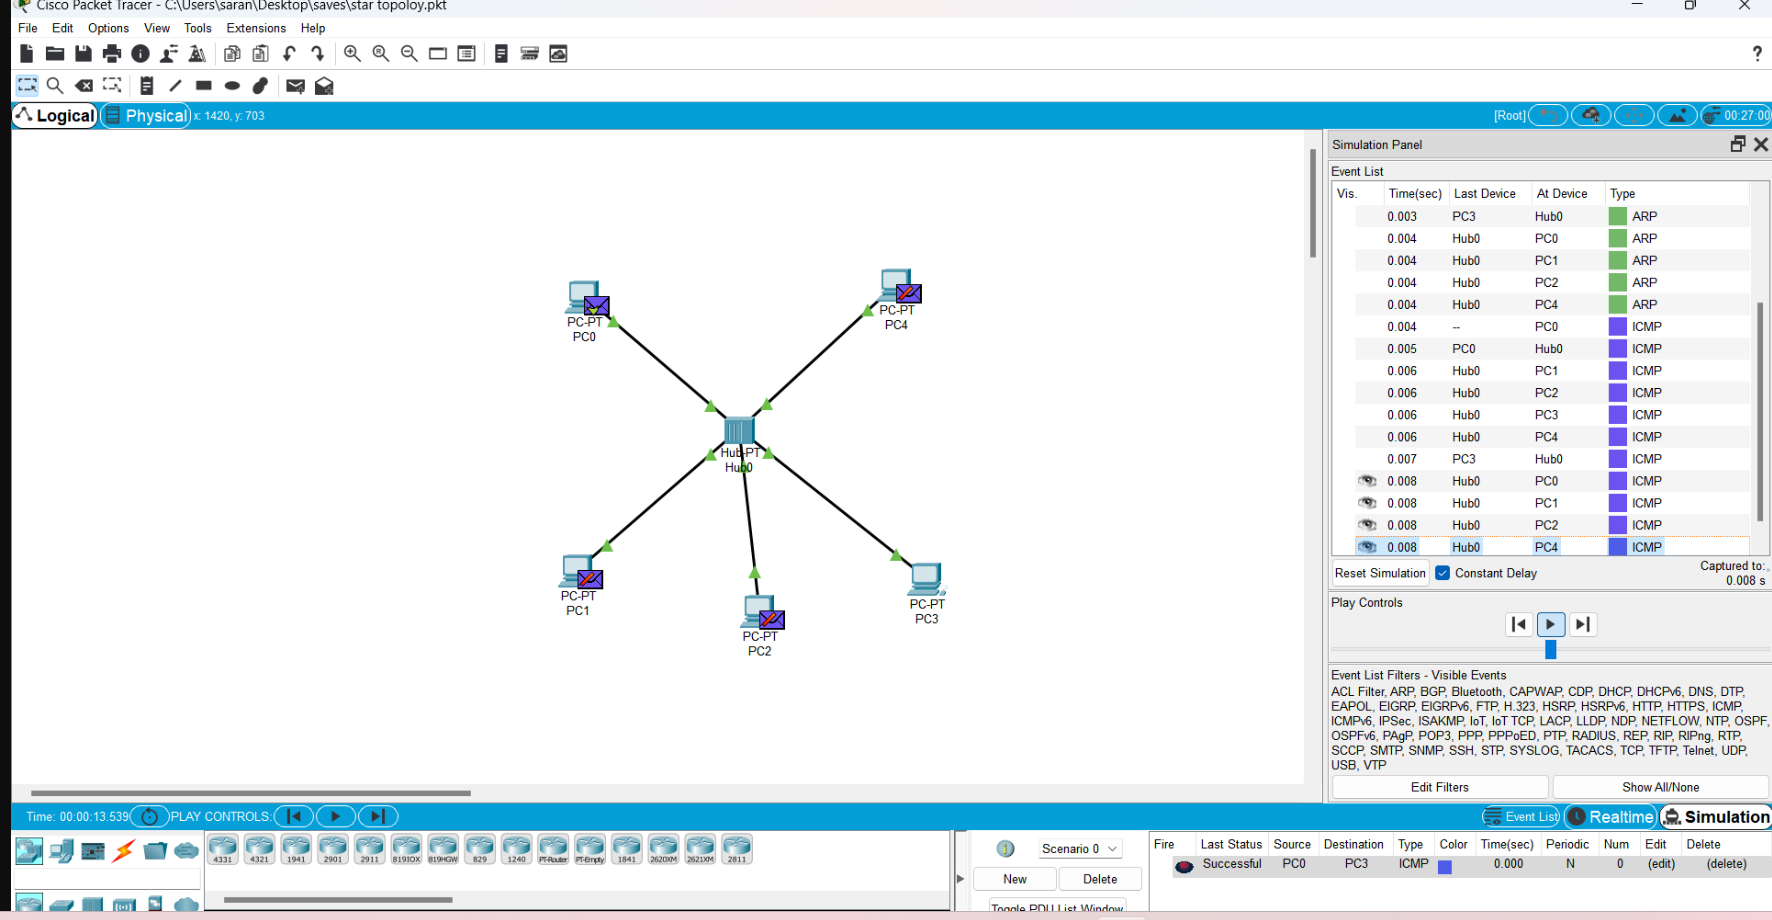 Cisco Packet Tracer - C:\Users\saran\Desktop\saves\star topoloy.pkt
File Edit Options View Tools Extensions Help
?
Logical Physical x: 1420, y: 703 [Root] 00:27:00
Simulation Panel
Event List
Vis. Time(sec) Last Device At Device Type
0.003 PC3 Hub0 ARP
0.004 Hub0 PC0 ARP
0.004 Hub0 PC1 ARP
0.004 Hub0 PC2 ARP
0.004 Hub0 PC4 ARP
0.004 -- PC0 ICMP
0.005 PC0 Hub0 ICMP
0.006 Hub0 PC1 ICMP
0.006 Hub0 PC2 ICMP
0.006 Hub0 PC3 ICMP
0.006 Hub0 PC4 ICMP
0.007 PC3 Hub0 ICMP
0.008 Hub0 PC0 ICMP
0.008 Hub0 PC1 ICMP
0.008 Hub0 PC2 ICMP
0.008 Hub0 PC4 ICMP
Reset Simulation Constant Delay Captured to:
0.008 s
Play Controls
Event List Filters - Visible Events
ACL Filter, ARP, BGP, Bluetooth, CAPWAP, CDP, DHCP, DHCPv6, DNS, DTP,
EAPOL, EIGRP, EIGRPv6, FTP, H.323, HSRP, HSRPv6, HTTP, HTTPS, ICMP,
ICMPv6, IPSec, ISAKMP, IoT, IoT TCP, LACP, LLDP, NDP, NETFLOW, NTP, OSPF,
OSPFv6, PAgP, POP3, PPP, PPPoED, PTP, RADIUS, REP, RIP, RIPng, RTP,
SCCP, SMTP, SNMP, SSH, STP, SYSLOG, TACACS, TCP, TFTP, Telnet, UDP,
USB, VTP
Edit Filters Show All/None
PC-PT
PC0
PC-PT
PC4
Hub-PT
Hub0
PC-PT
PC1
PC-PT
PC2
PC-PT
PC3
Time: 00:00:13.539 PLAY CONTROLS: Event List Realtime Simulation
4331 4321 1941 2901 2911 819IOX 819HGW 829 1240 PT-Router PT-Empty 1841 2620XM 2621XM 2811
Scenario 0
New Delete
Toggle PDU List Window
Fire Last Status Source Destination Type Color Time(sec) Periodic Num Edit Delete
Successful PC0 PC3 ICMP 0.000 N 0 (edit) (delete)